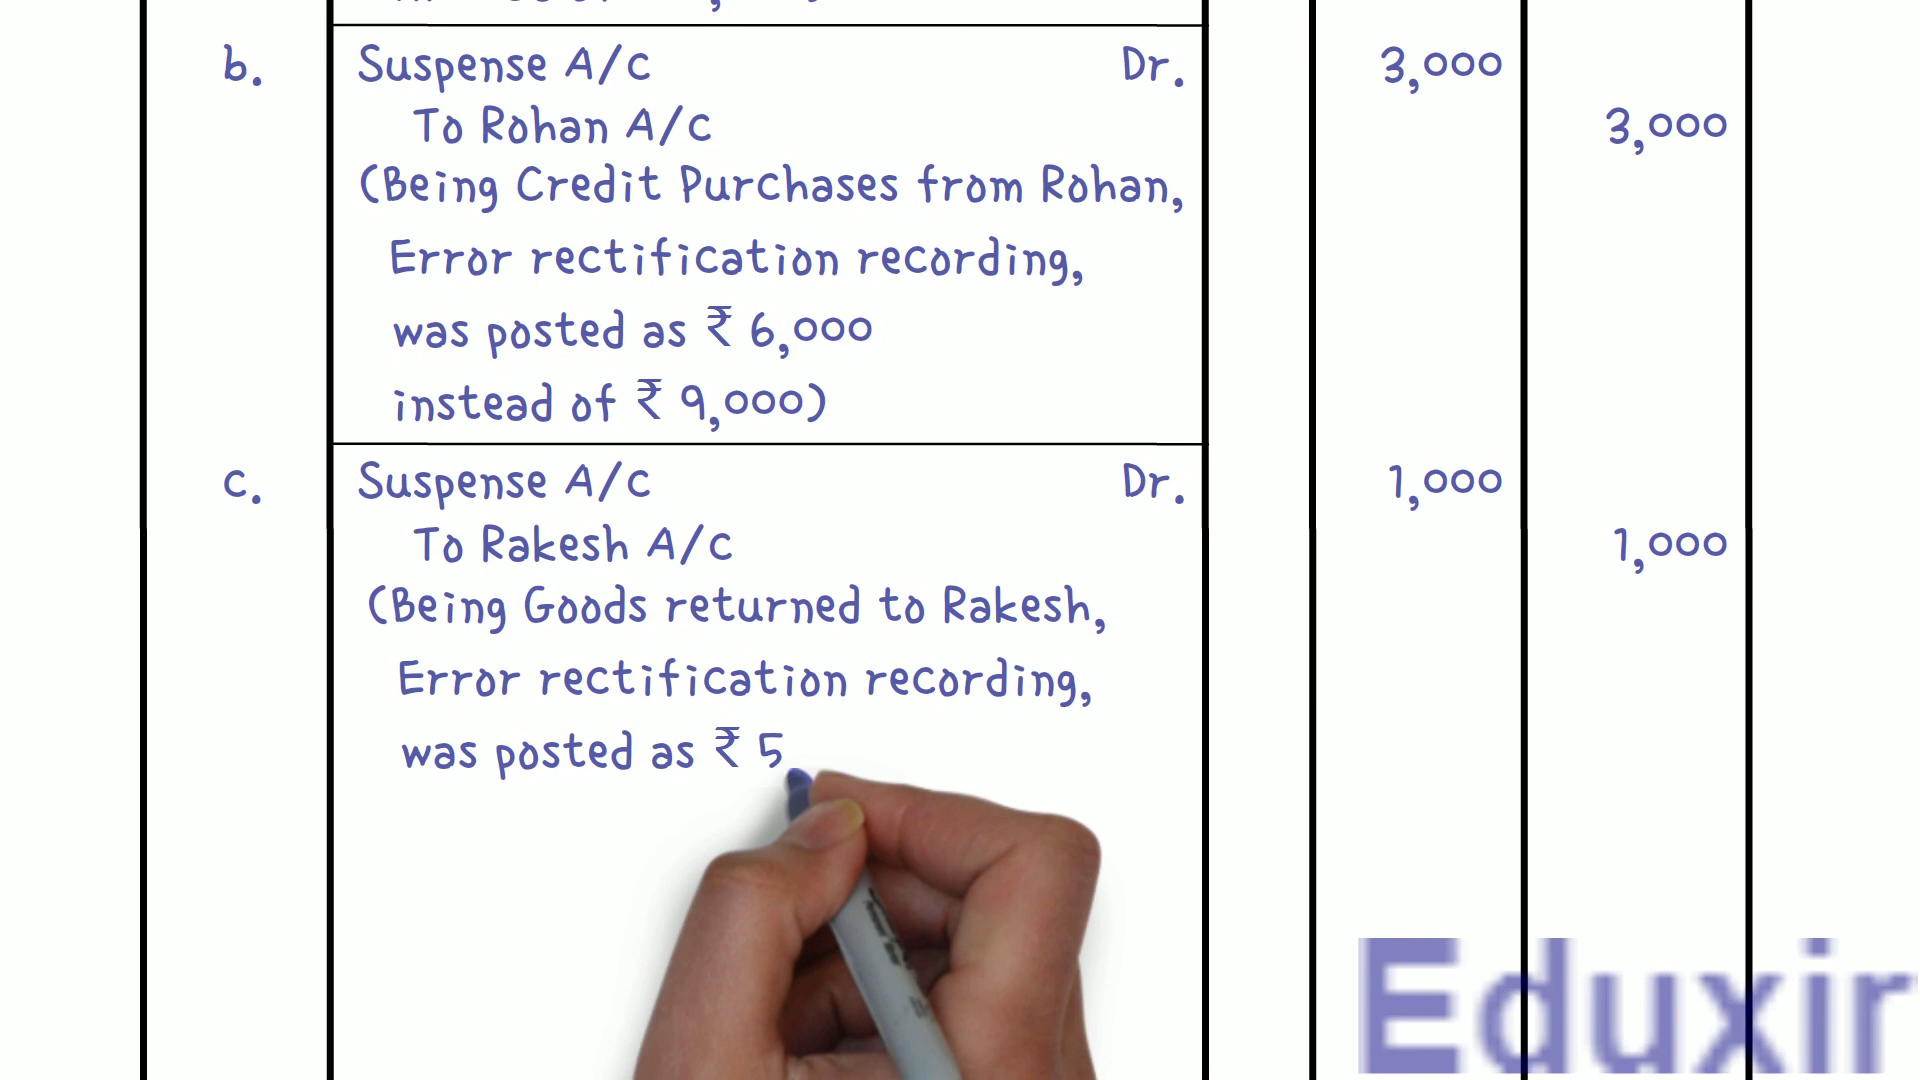 b. Suspense A/c Dr. 3,000
To Rohan A/c 3,000
(Being Credit Purchases from Rohan,
Error rectification recording,
was posted as ₹ 6,000
instead of ₹ 9,000)
c. Suspense A/c Dr. 1,000
To Rakesh A/c 1,000
(Being Goods returned to Rakesh,
Error rectification recording,
was posted as ₹ 5
Eduxir